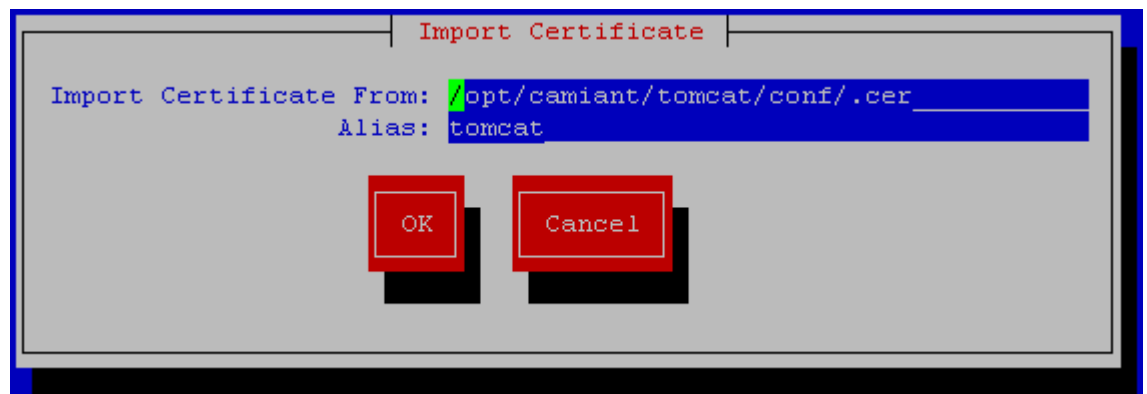 Import Certificate
Import Certificate From: /opt/camiant/tomcat/conf/.cer
Alias: tomcat
OK Cancel